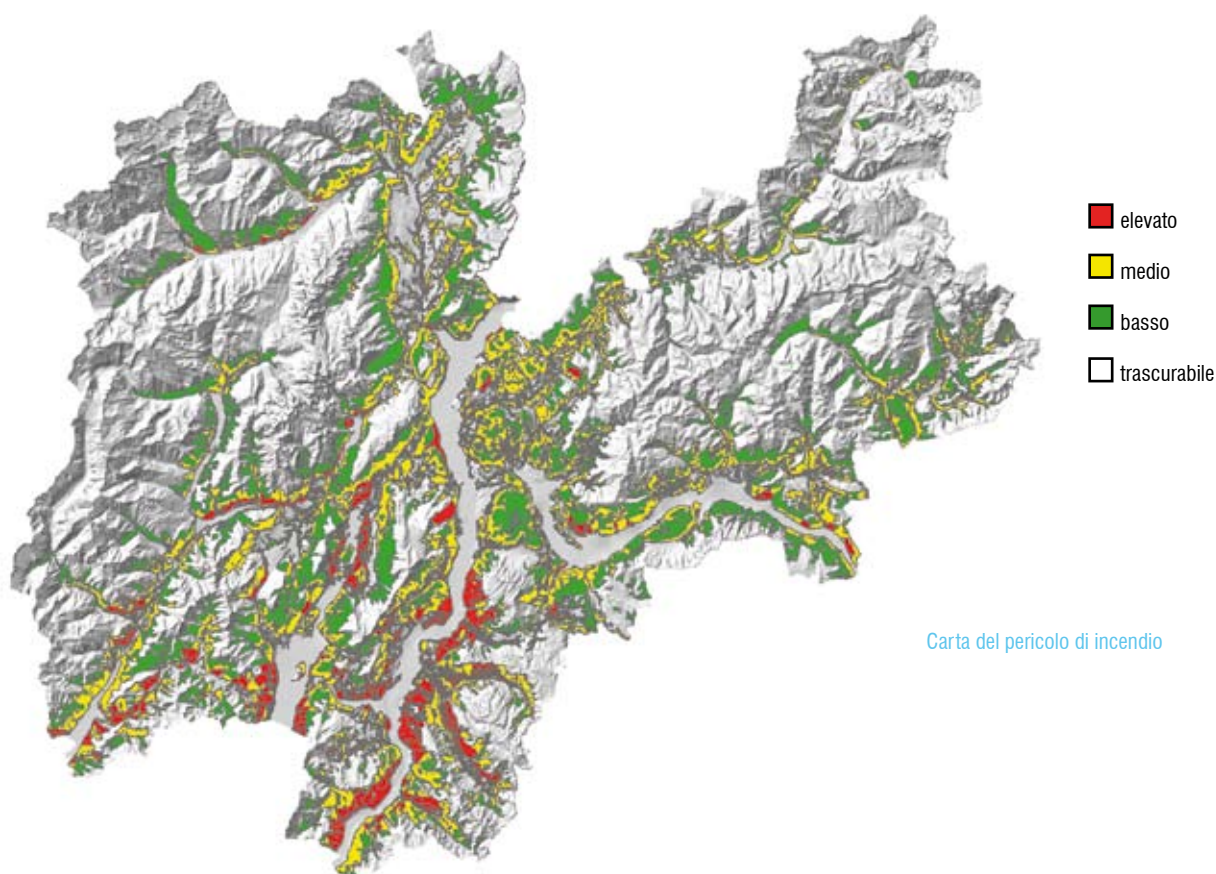 elevato
medio
basso
trascurabile
Carta del pericolo di incendio